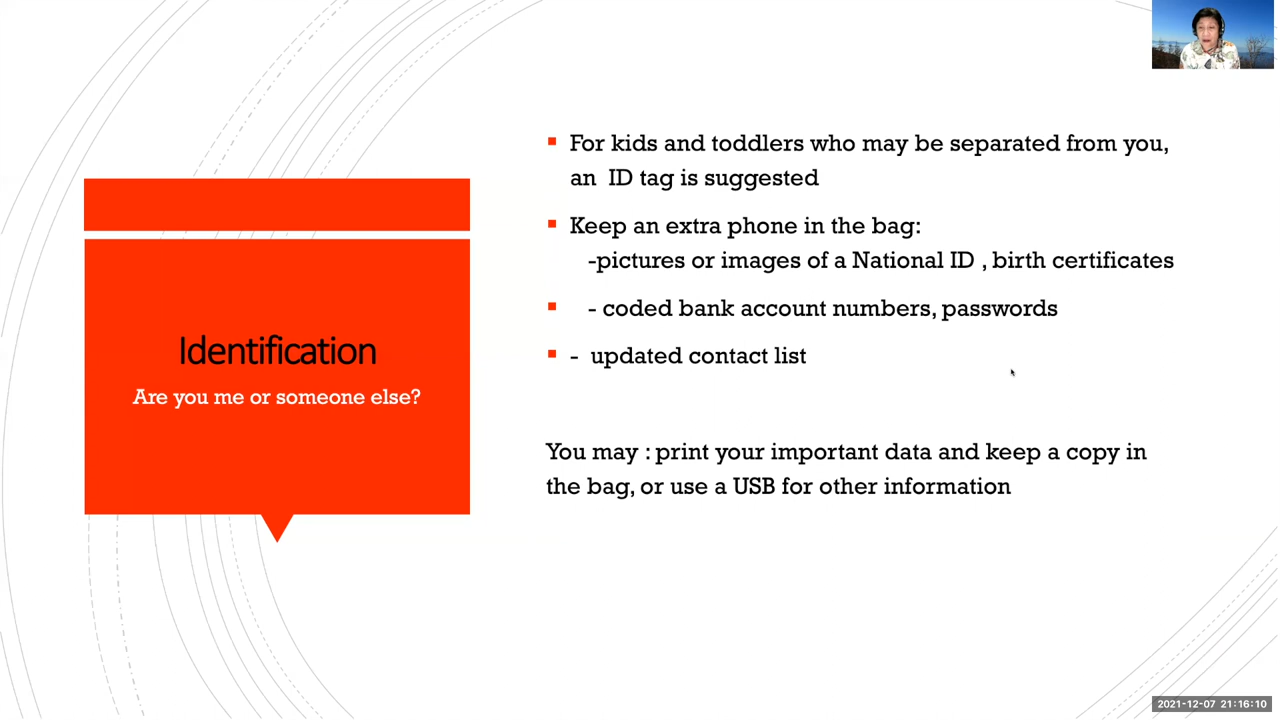 Identification
Are you me or someone else?
For kids and toddlers who may be separated from you,
an ID tag is suggested
Keep an extra phone in the bag:
-pictures or images of a National ID , birth certificates
- coded bank account numbers, passwords
- updated contact list
You may : print your important data and keep a copy in
the bag, or use a USB for other information
2021-12-07 21:16:10